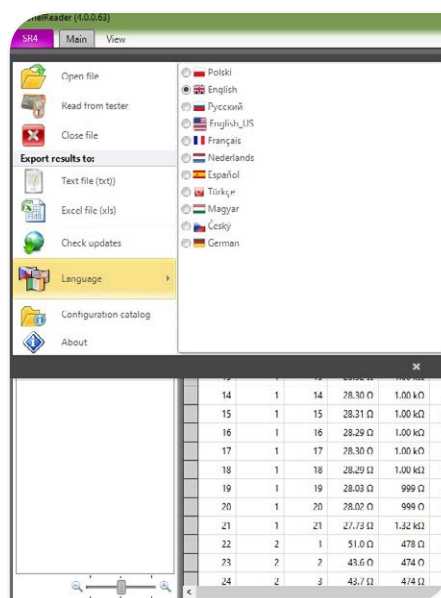 nelReader (4.0.0.63)
SR4 Main View
Open file
Read from tester
Close file
Export results to:
Text file (txt))
Excel file (xls)
Check updates
Language
Configuration catalog
About
Polski
English
Русский
English_US
Français
Nederlands
Español
Türkçe
Magyar
Český
German
14 1 14 28.30 Ω 1.00 kΩ
15 1 15 28.31 Ω 1.00 kΩ
16 1 16 28.29 Ω 1.00 kΩ
17 1 17 28.30 Ω 1.00 kΩ
18 1 18 28.29 Ω 1.00 kΩ
19 1 19 28.03 Ω 999 Ω
20 1 20 28.02 Ω 999 Ω
21 1 21 27.73 Ω 1.32 kΩ
22 2 1 51.0 Ω 478 Ω
23 2 2 43.6 Ω 474 Ω
24 2 3 43.7 Ω 474 Ω